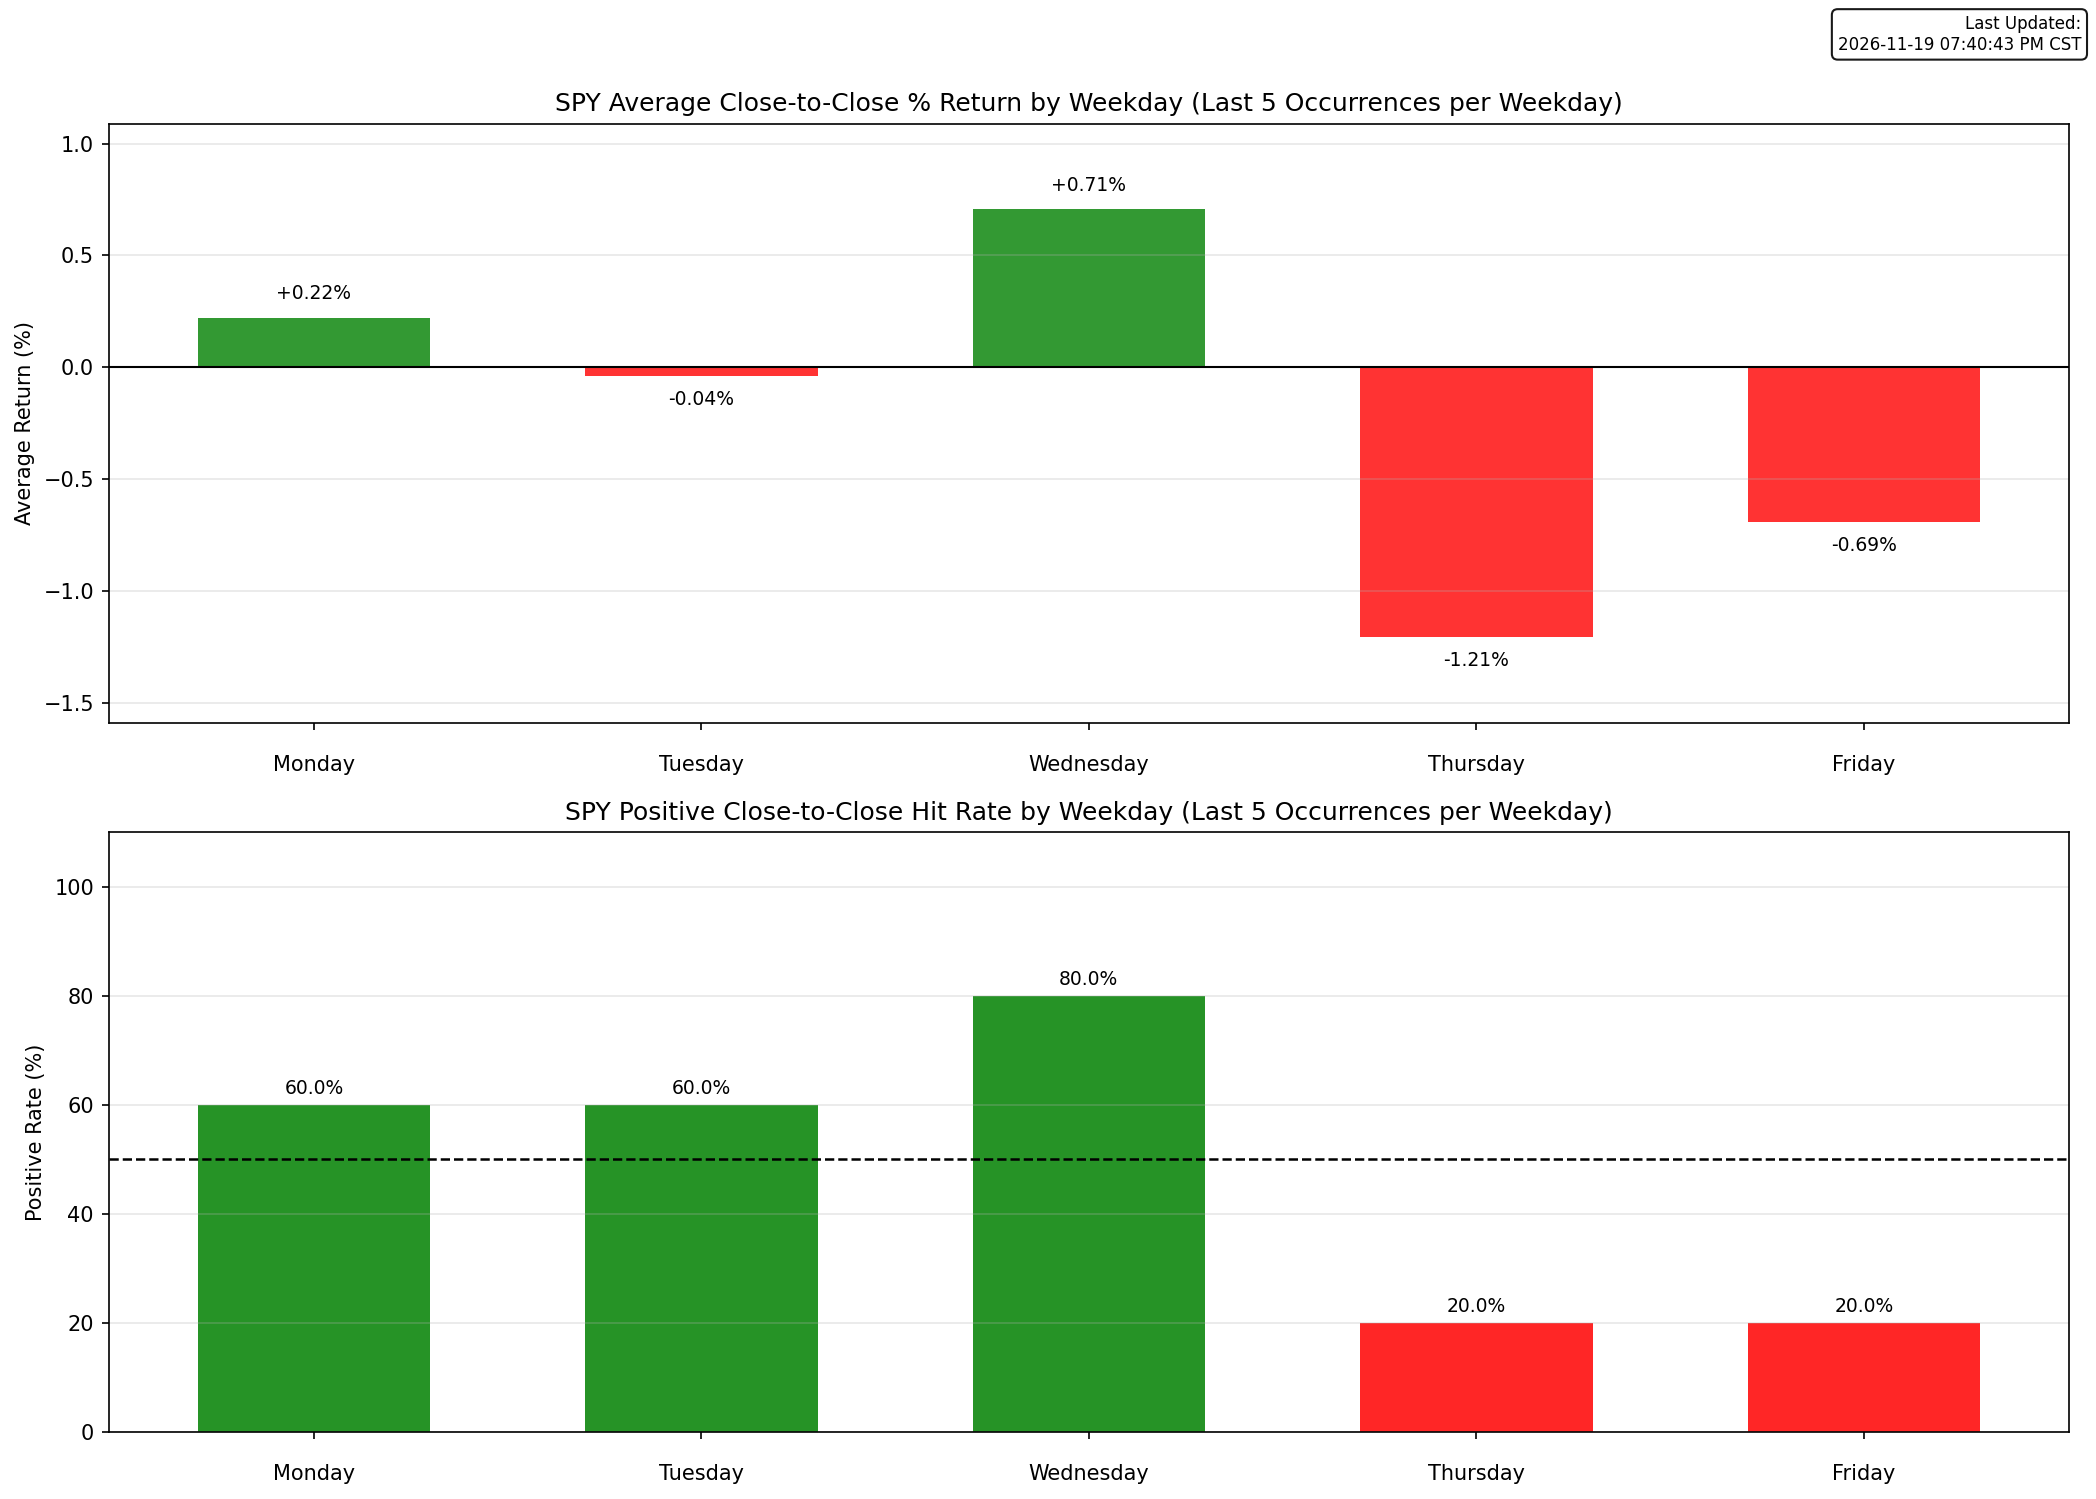 Last Updated:
2026-11-19 07:40:43 PM CST
SPY Average Close-to-Close % Return by Weekday (Last 5 Occurrences per Weekday)
Average Return (%)
1.0
0.5
0.0
−0.5
−1.0
−1.5
+0.22%
-0.04%
+0.71%
-1.21%
-0.69%
Monday
Tuesday
Wednesday
Thursday
Friday
SPY Positive Close-to-Close Hit Rate by Weekday (Last 5 Occurrences per Weekday)
Positive Rate (%)
100
80
60
40
20
0
60.0%
60.0%
80.0%
20.0%
20.0%
Monday
Tuesday
Wednesday
Thursday
Friday